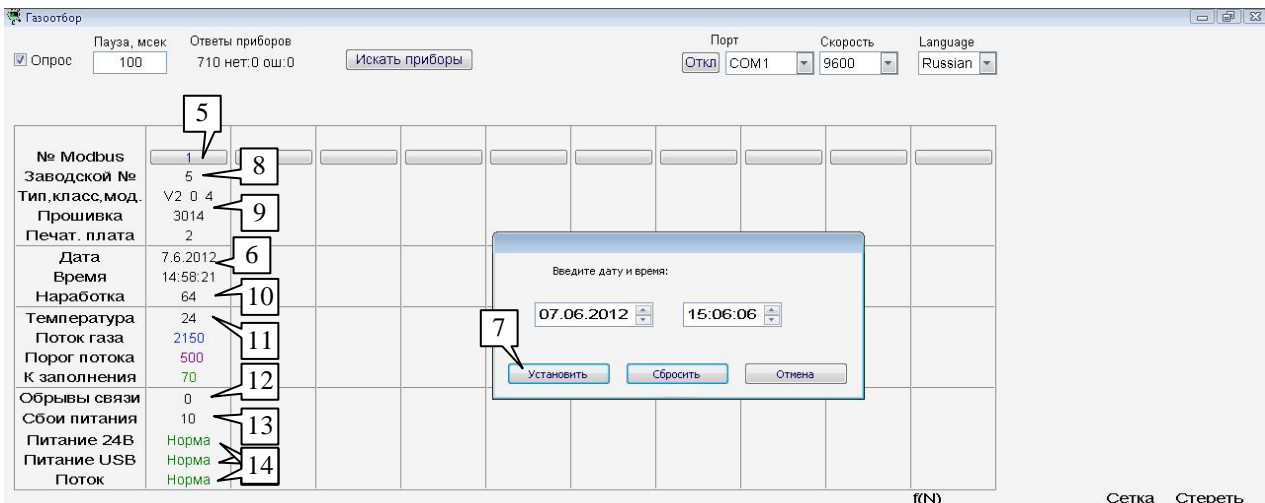 Газоотбор
Пауза, мсек Ответы приборов Порт Скорость Language
Опрос 100 710 нет:0 ош:0 Искать приборы Откл COM1 9600 Russian
5
№ Modbus 1
8
Заводской № 5
Тип,класс,мод. V2 0 4
9
Прошивка 3014
Печат. плата 2
Дата 7.6.2012 6
Время 14:58:21
Наработка 64 10
Введите дату и время:
07.06.2012 15:06:06
7
Установить Сбросить Отмена
Температура 24
11
Поток газа 2150
Порог потока 500
К заполнения 70
12
Обрывы связи 0
Сбои питания 10
13
Питание 24В Норма
Питание USB Норма
14
Поток Норма
f(N) Сетка Стереть